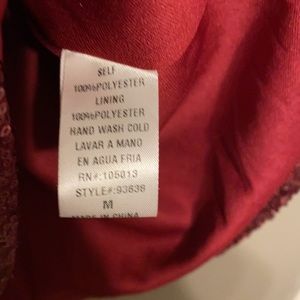 SELF
100%POLYESTER
LINING
100%POLYESTER
HAND WASH COLD
LAVAR A MANO
EN AGUA FRIA
RN#:105013
STYLE#:93636
M
MADE IN CHINA